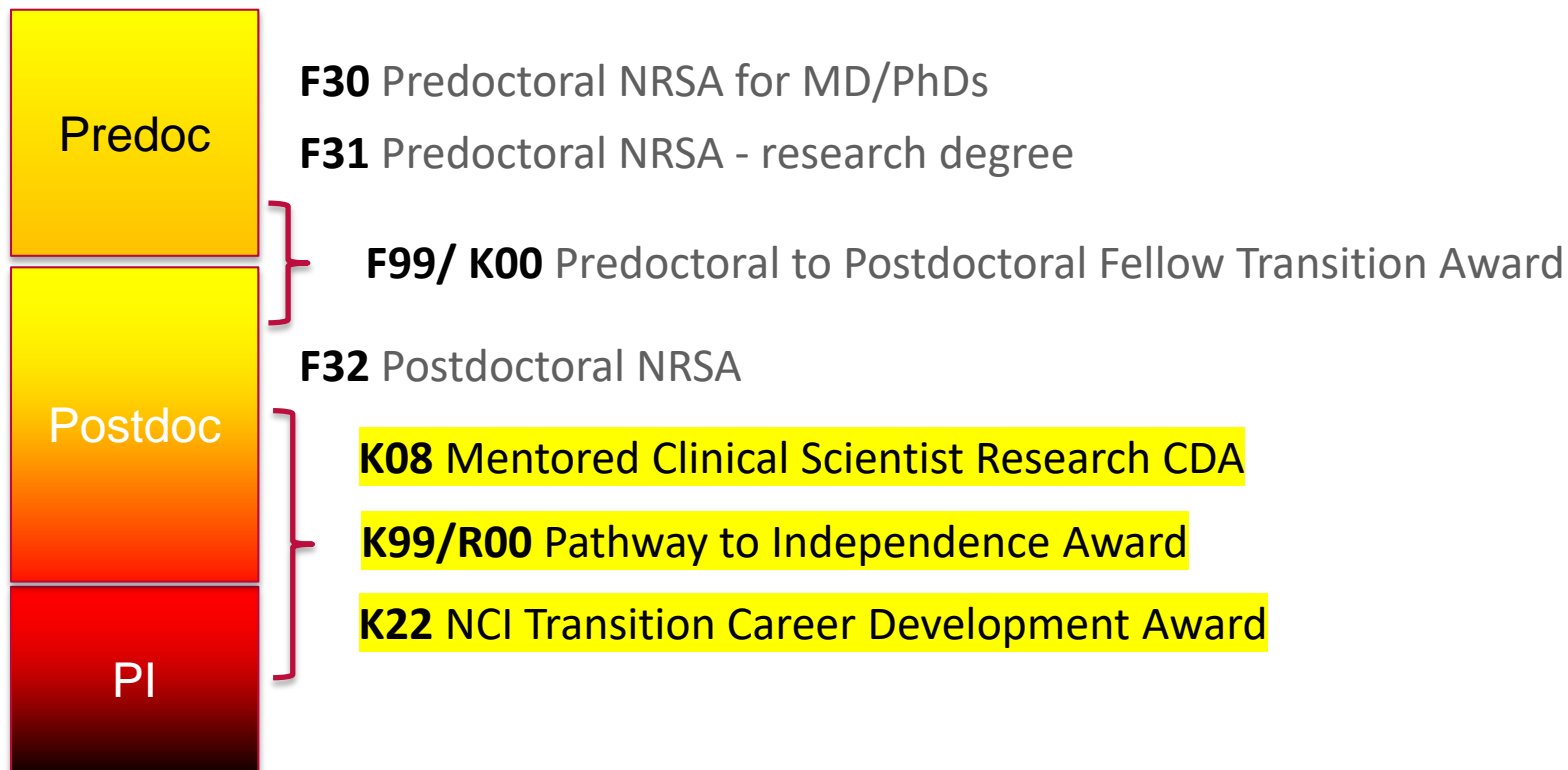 Predoc
F30 Predoctoral NRSA for MD/PhDs
F31 Predoctoral NRSA - research degree
F99/ K00 Predoctoral to Postdoctoral Fellow Transition Award
F32 Postdoctoral NRSA
Postdoc
K08 Mentored Clinical Scientist Research CDA
K99/R00 Pathway to Independence Award
K22 NCI Transition Career Development Award
PI